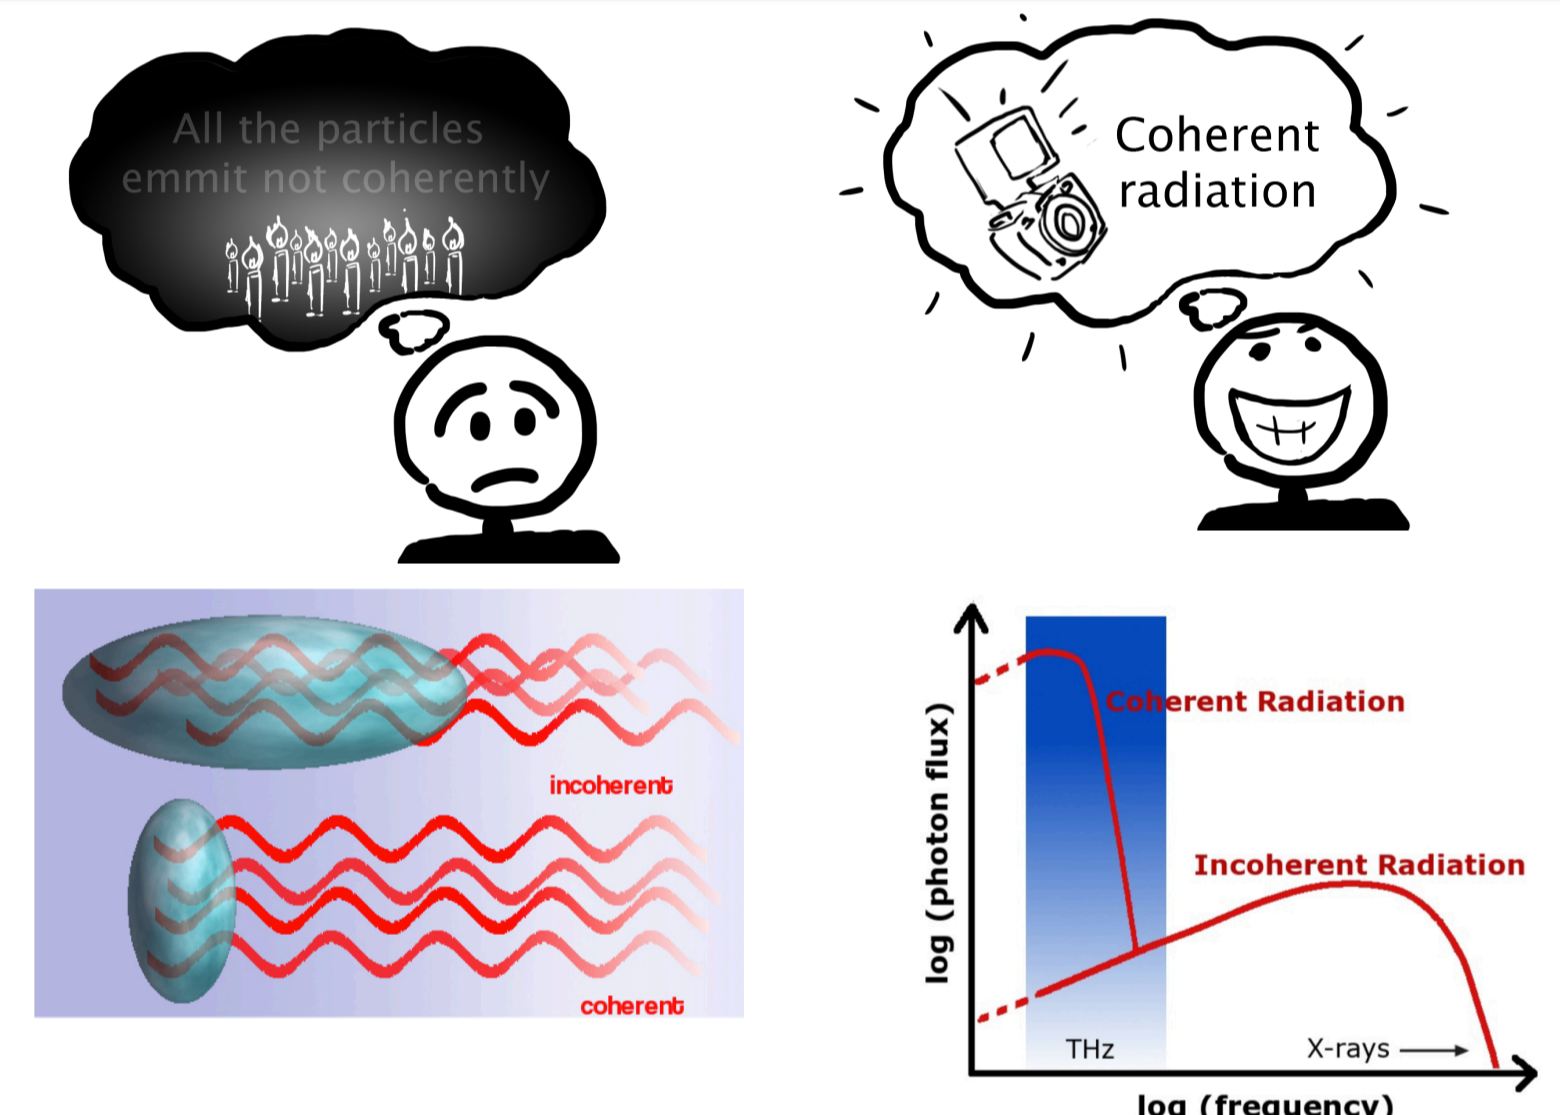 All the particles
emmit not coherently
Coherent
radiation
incoherent
coherent
log (photon flux)
Coherent Radiation
Incoherent Radiation
THz
X-rays
log (frequency)